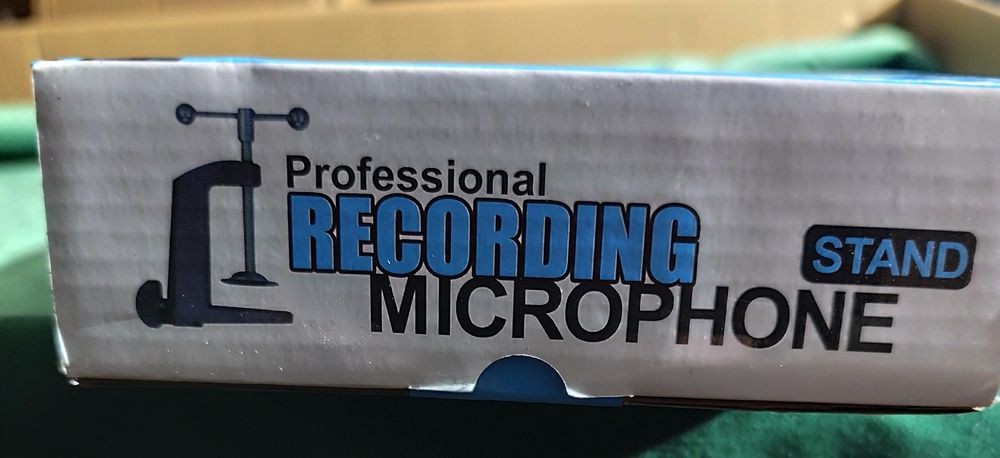 Professional
RECORDING
STAND
MICROPHONE